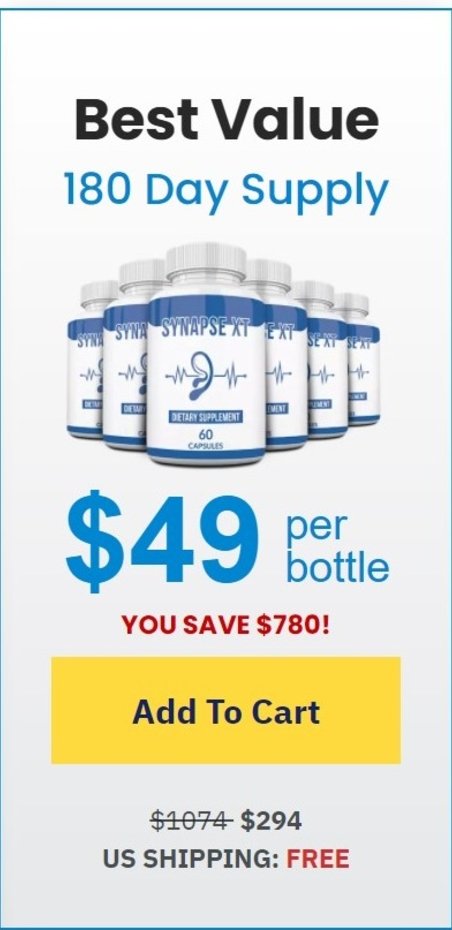 Best Value
180 Day Supply
SYNAPSE XT
DIETARY SUPPLEMENT
60
CAPSULES
$49 per
bottle
YOU SAVE $780!
Add To Cart
$1074 $294
US SHIPPING: FREE